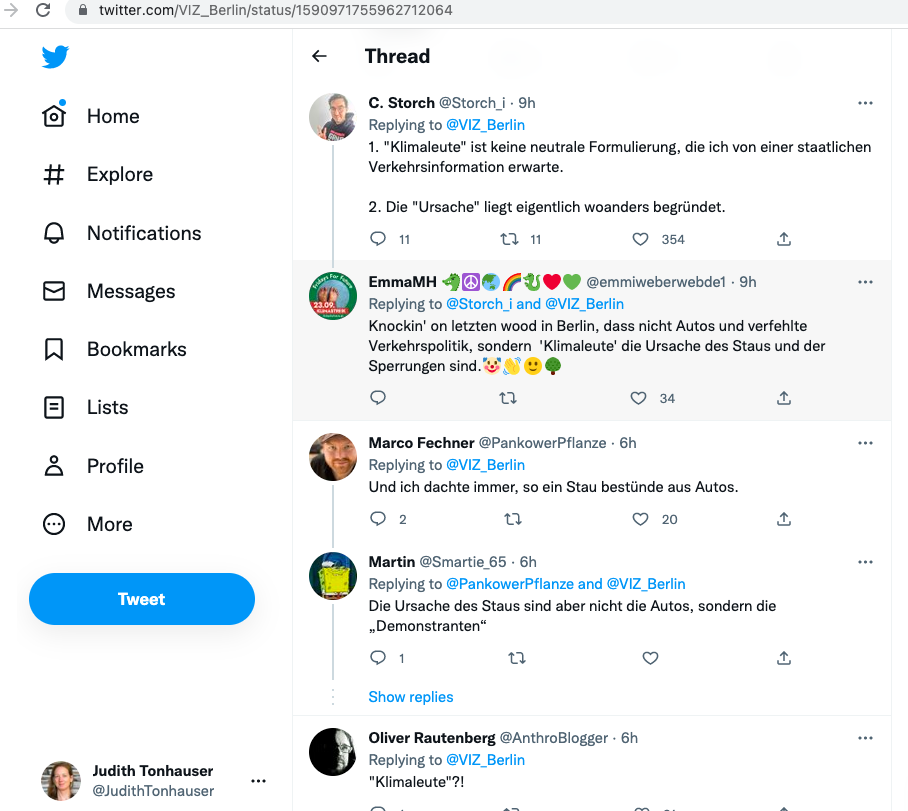 twitter.com/VIZ_Berlin/status/1590971755962712064
Home
Explore
Notifications
Messages
Bookmarks
Lists
Profile
More
Tweet
Judith Tonhauser
@JudithTonhauser
Thread
C. Storch @Storch_i · 9h
Replying to @VIZ_Berlin
1. "Klimaleute" ist keine neutrale Formulierung, die ich von einer staatlichen
Verkehrsinformation erwarte.
2. Die "Ursache" liegt eigentlich woanders begründet.
11 11 354
Fridays For Future
23.09.
KLIMASTREIK
EmmaMH 🐲☮️🌏🌈🐉❤️💚 @emmiweberwebde1 · 9h
Replying to @Storch_i and @VIZ_Berlin
Knockin' on letzten wood in Berlin, dass nicht Autos und verfehlte
Verkehrspolitik, sondern 'Klimaleute' die Ursache des Staus und der
Sperrungen sind.🤡👋🙂🌳
34
Marco Fechner @PankowerPflanze · 6h
Replying to @VIZ_Berlin
Und ich dachte immer, so ein Stau bestünde aus Autos.
2 20
Martin @Smartie_65 · 6h
Replying to @PankowerPflanze and @VIZ_Berlin
Die Ursache des Staus sind aber nicht die Autos, sondern die
„Demonstranten“
1
Show replies
Oliver Rautenberg @AnthroBlogger · 6h
Replying to @VIZ_Berlin
"Klimaleute"?!